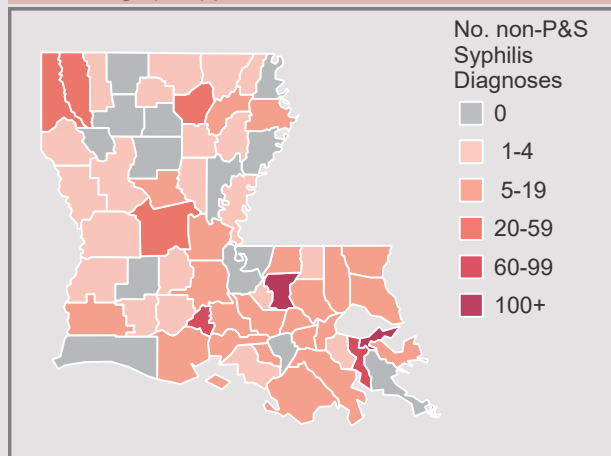 No. non-P&S
Syphilis
Diagnoses
0
1-4
5-19
20-59
60-99
100+